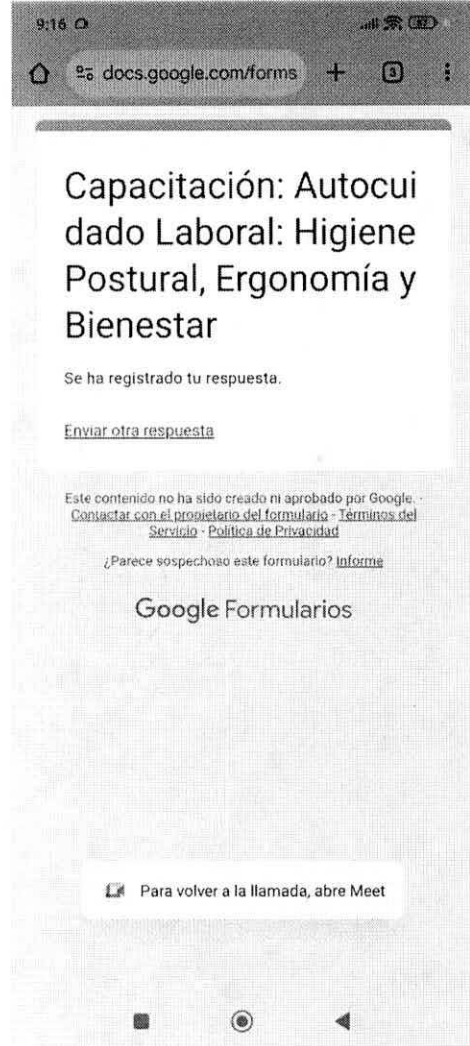 9:16
docs.google.com/forms
3
Capacitación: Autocui
dado Laboral: Higiene
Postural, Ergonomía y
Bienestar
Se ha registrado tu respuesta.
Enviar otra respuesta
Este contenido no ha sido creado ni aprobado por Google. -
Contactar con el propietario del formulario - Términos del
Servicio - Política de Privacidad
¿Parece sospechoso este formulario? Informe
Google Formularios
Para volver a la llamada, abre Meet